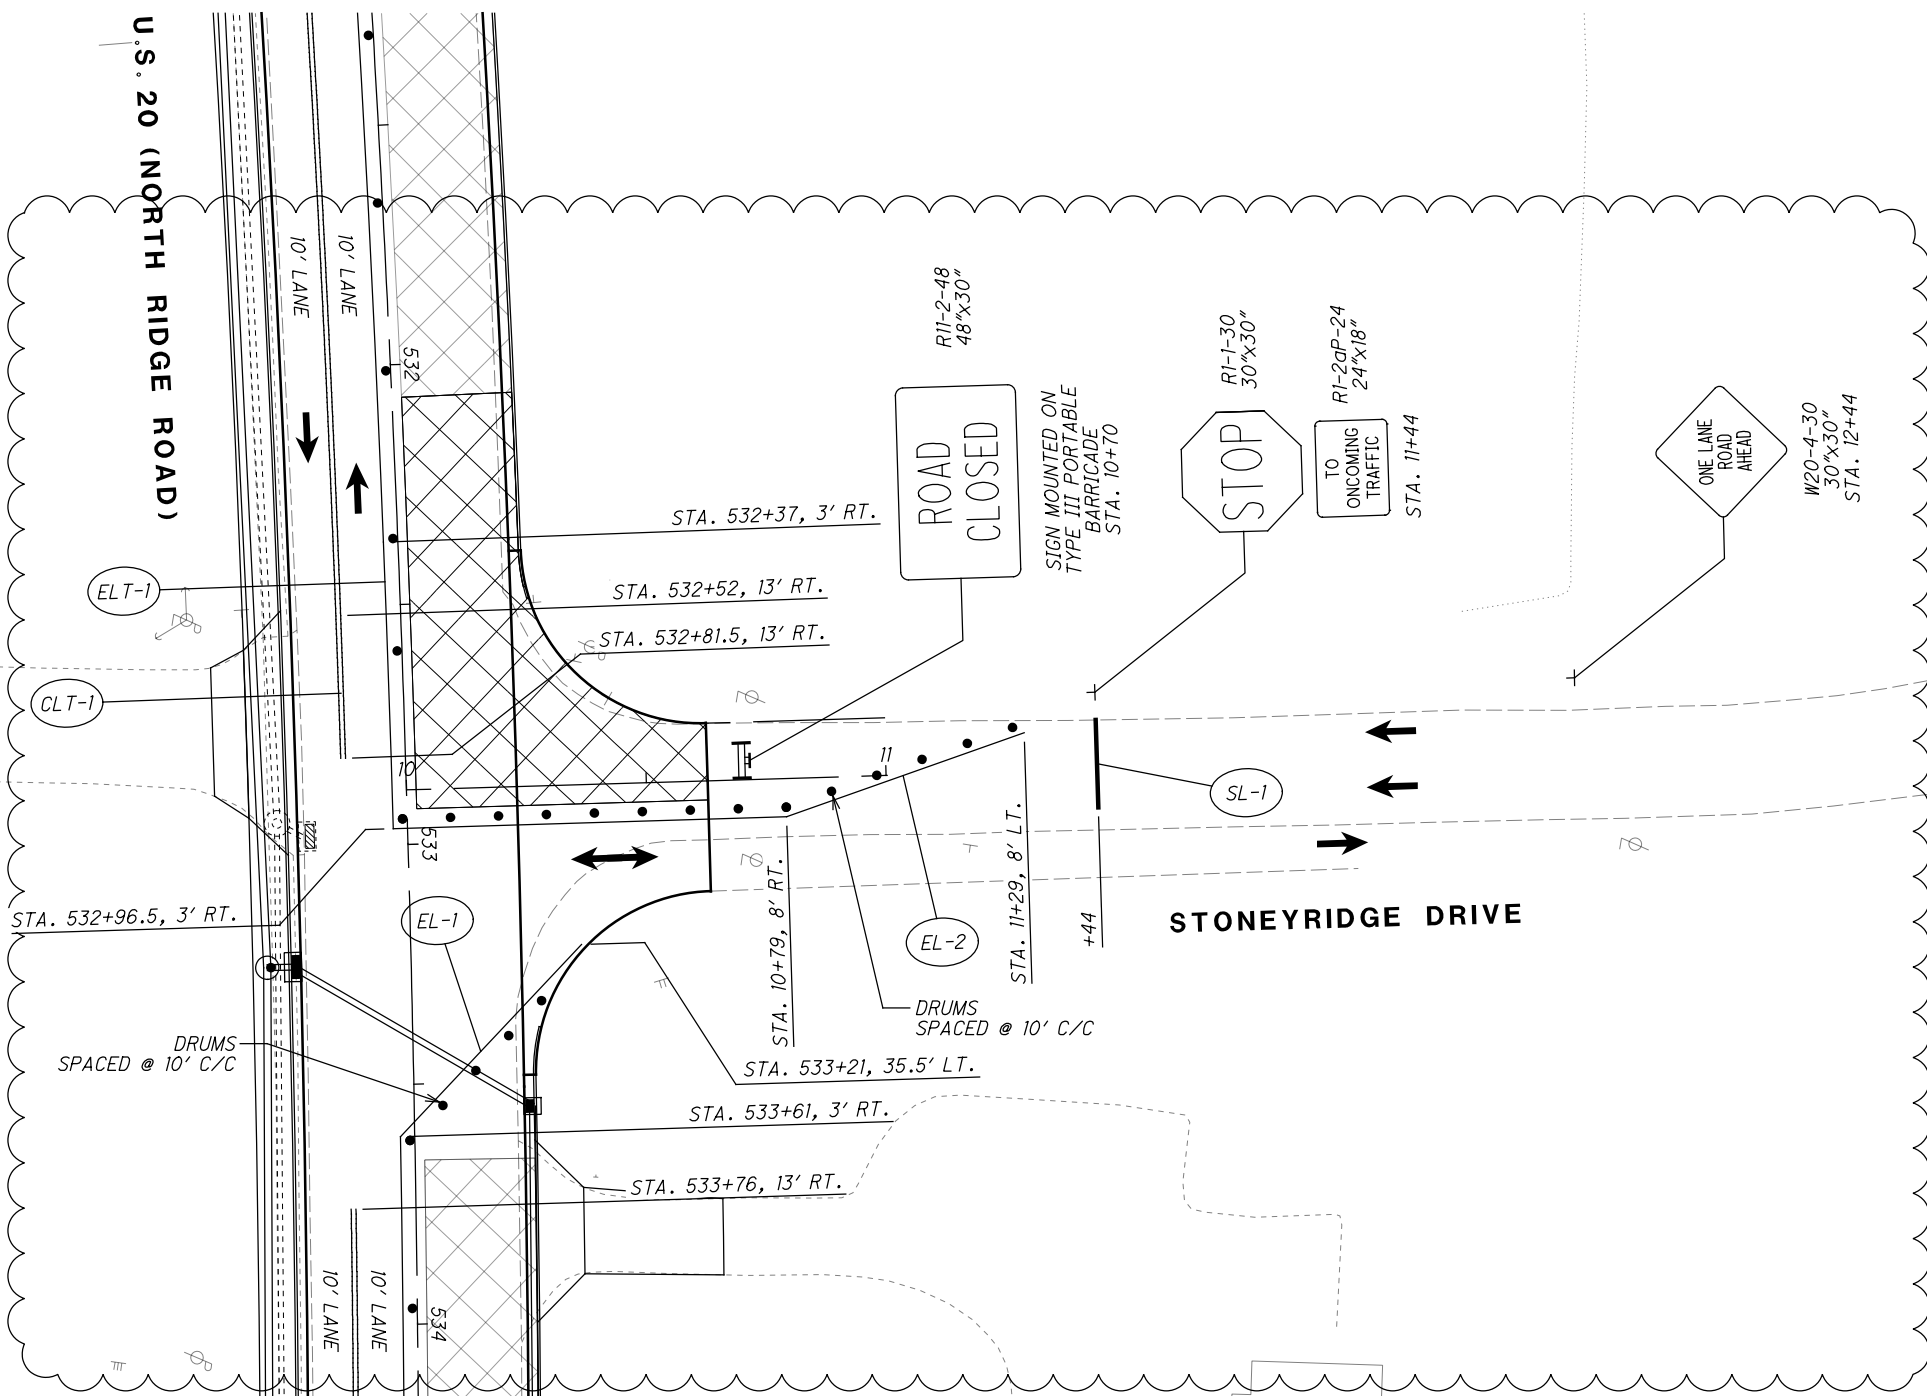 U.S. 20 (NORTH RIDGE ROAD)
10' LANE
10' LANE
532
R11-2-48
48"x30"
ROAD
CLOSED
SIGN MOUNTED ON
TYPE III PORTABLE
BARRICADE
STA. 10+70
R1-1-30
30"x30"
STOP
R1-2aP-24
24"x18"
TO
ONCOMING
TRAFFIC
STA. 11+44
ONE LANE
ROAD
AHEAD
W20-4-30
30"x30"
STA. 12+44
STA. 532+37, 3' RT.
ELT-1
STA. 532+52, 13' RT.
STA. 532+81.5, 13' RT.
CLT-1
10
11
SL-1
533
STA. 532+96.5, 3' RT.
EL-1
STA. 10+79, 8' RT.
EL-2
STA. 11+29, 8' LT.
+44
STONEYRIDGE DRIVE
DRUMS
SPACED @ 10' C/C
DRUMS
SPACED @ 10' C/C
STA. 533+21, 35.5' LT.
STA. 533+61, 3' RT.
STA. 533+76, 13' RT.
10' LANE
10' LANE
534